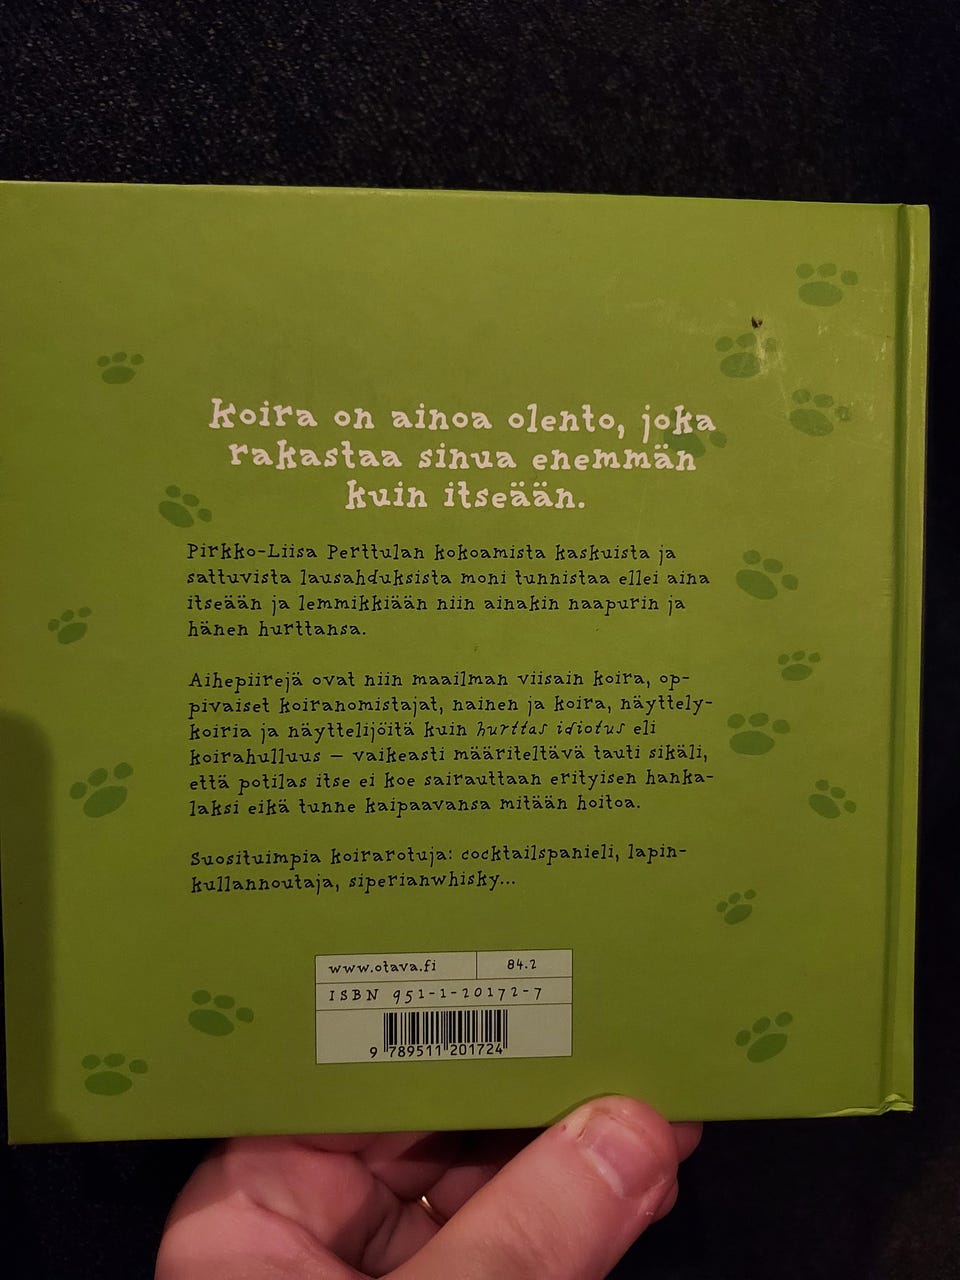 Koira on ainoa olento, joka
rakastaa sinua enemmän
kuin itseään.
Pirkko-Liisa Perttulan kokoamista kaskuista ja
sattuvista lausahduksista moni tunnistaa ellei aina
itseään ja lemmikkiään niin ainakin naapurin ja
hänen hurttansa.
Aihepiirejä ovat niin maailman viisain koira, op-
pivaiset koiranomistajat, nainen ja koira, näyttely-
koiria ja näyttelijöitä kuin hurttas idiotus eli
koirahulluus – vaikeasti määriteltävä tauti sikäli,
että potilas itse ei koe sairauttaan erityisen hanka-
laksi eikä tunne kaipaavansa mitään hoitoa.
Suosituimpia koirarotuja: cocktailspanieli, lapin-
kullannoutaja, siperianwhisky...
www.otava.fi 84.2
ISBN 951-1-20172-7
9 789511 201724